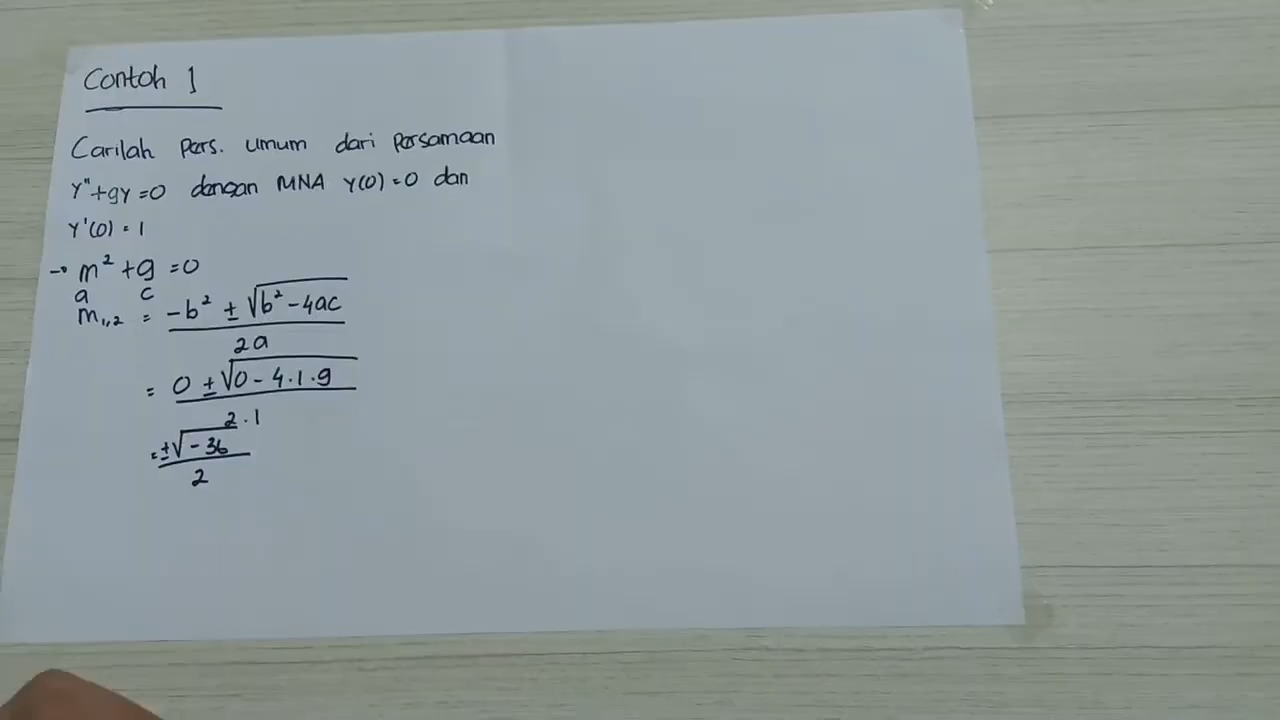 Contoh 1
Carilah Pers. Umum dari Persamaan
y"+9y=0 dengan MNA y(0)=0 dan
y'(0)=1
→ m² +9 =0
a c
m₁,₂ = -b² ± √b²-4ac
2a
= 0 ± √0-4.1.9
2.1
= ±√-36
2